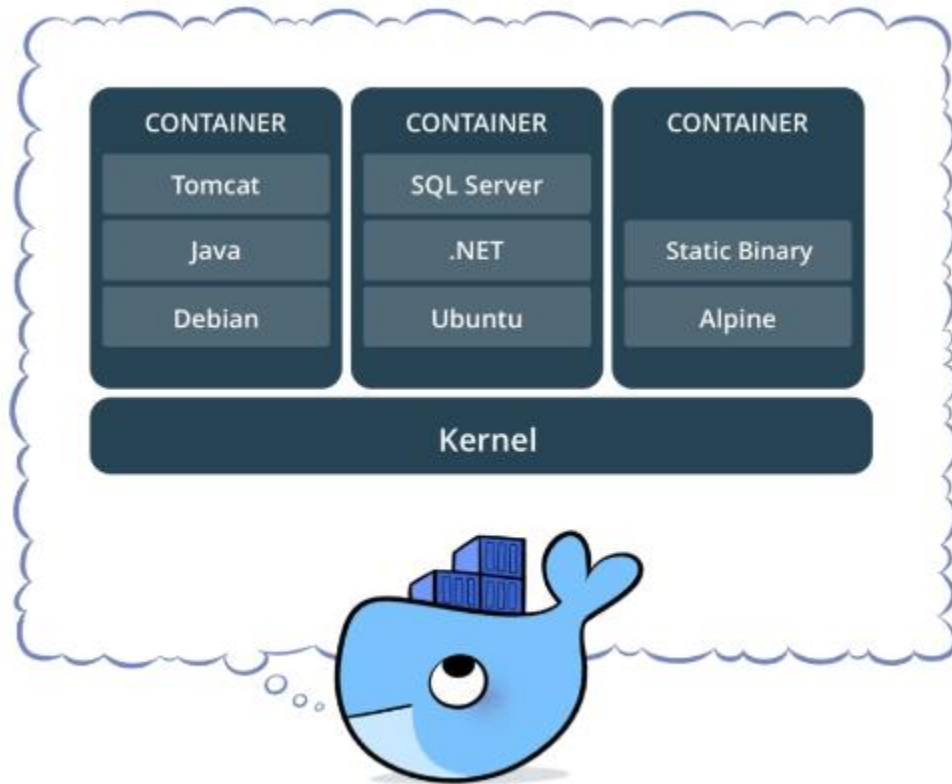 CONTAINER
Tomcat
Java
Debian
CONTAINER
SQL Server
.NET
Ubuntu
CONTAINER
Static Binary
Alpine
Kernel